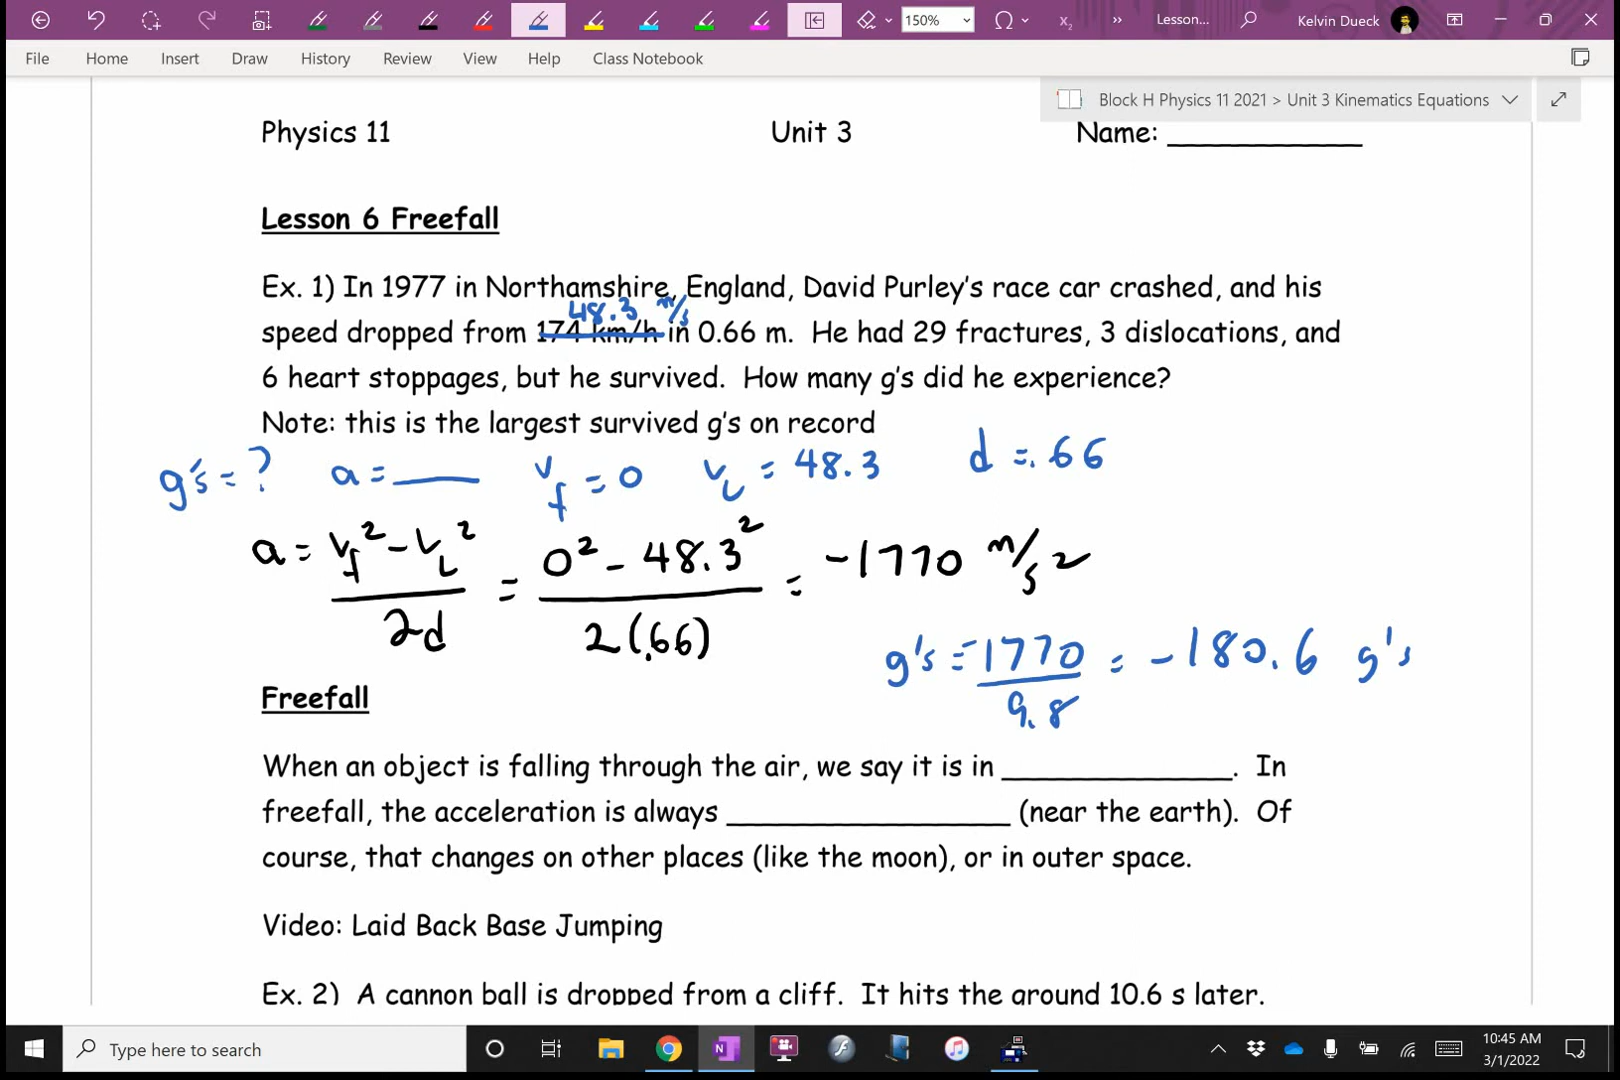 150%
Ω
x₂
»
Lesson...
Kelvin Dueck
File Home Insert Draw History Review View Help Class Notebook
Block H Physics 11 2021 > Unit 3 Kinematics Equations
Physics 11 Unit 3 Name: ____________
Lesson 6 Freefall
Ex. 1) In 1977 in Northamshire, England, David Purley's race car crashed, and his
48.3 m/s
speed dropped from 174 km/h in 0.66 m. He had 29 fractures, 3 dislocations, and
6 heart stoppages, but he survived. How many g's did he experience?
Note: this is the largest survived g's on record
g's = ? a = ____ vf = 0 vi = 48.3 d = .66
a = (vf² - vi²) / 2d = (0² - 48.3²) / 2(.66) = -1770 m/s²
g's = -1770 / 9.8 = -180.6 g's
Freefall
When an object is falling through the air, we say it is in ______________. In
freefall, the acceleration is always _________________ (near the earth). Of
course, that changes on other places (like the moon), or in outer space.
Video: Laid Back Base Jumping
Ex. 2) A cannon ball is dropped from a cliff. It hits the ground 10.6 s later.
Type here to search
10:45 AM
3/1/2022